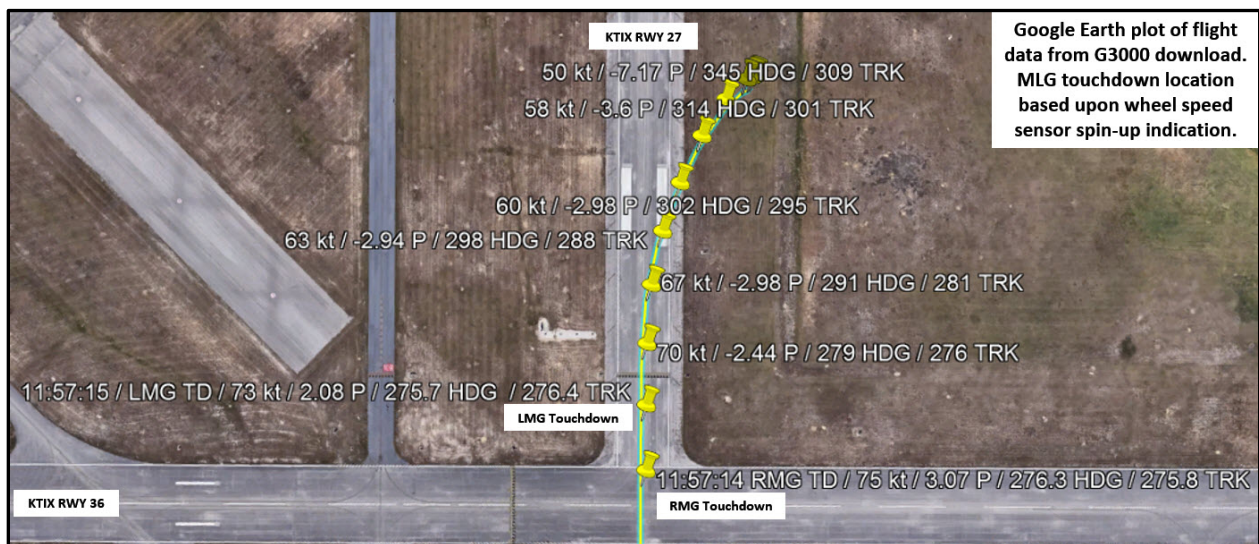 KTIX RWY 27
Google Earth plot of flight
data from G3000 download.
MLG touchdown location
based upon wheel speed
sensor spin-up indication.
50 kt / -7.17 P / 345 HDG / 309 TRK
58 kt / -3.6 P / 314 HDG / 301 TRK
60 kt / -2.98 P / 302 HDG / 295 TRK
63 kt / -2.94 P / 298 HDG / 288 TRK
67 kt / -2.98 P / 291 HDG / 281 TRK
70 kt / -2.44 P / 279 HDG / 276 TRK
11:57:15 / LMG TD / 73 kt / 2.08 P / 275.7 HDG / 276.4 TRK
LMG Touchdown
11:57:14 RMG TD / 75 kt / 3.07 P / 276.3 HDG / 275.8 TRK
KTIX RWY 36
RMG Touchdown